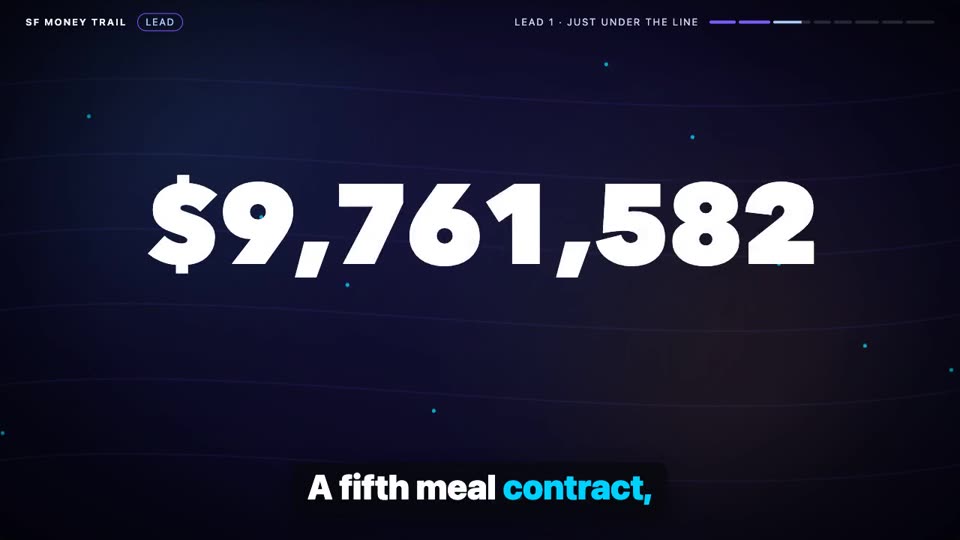 SF MONEY TRAIL LEAD LEAD 1 · JUST UNDER THE LINE
$9,761,582
A fifth meal contract,